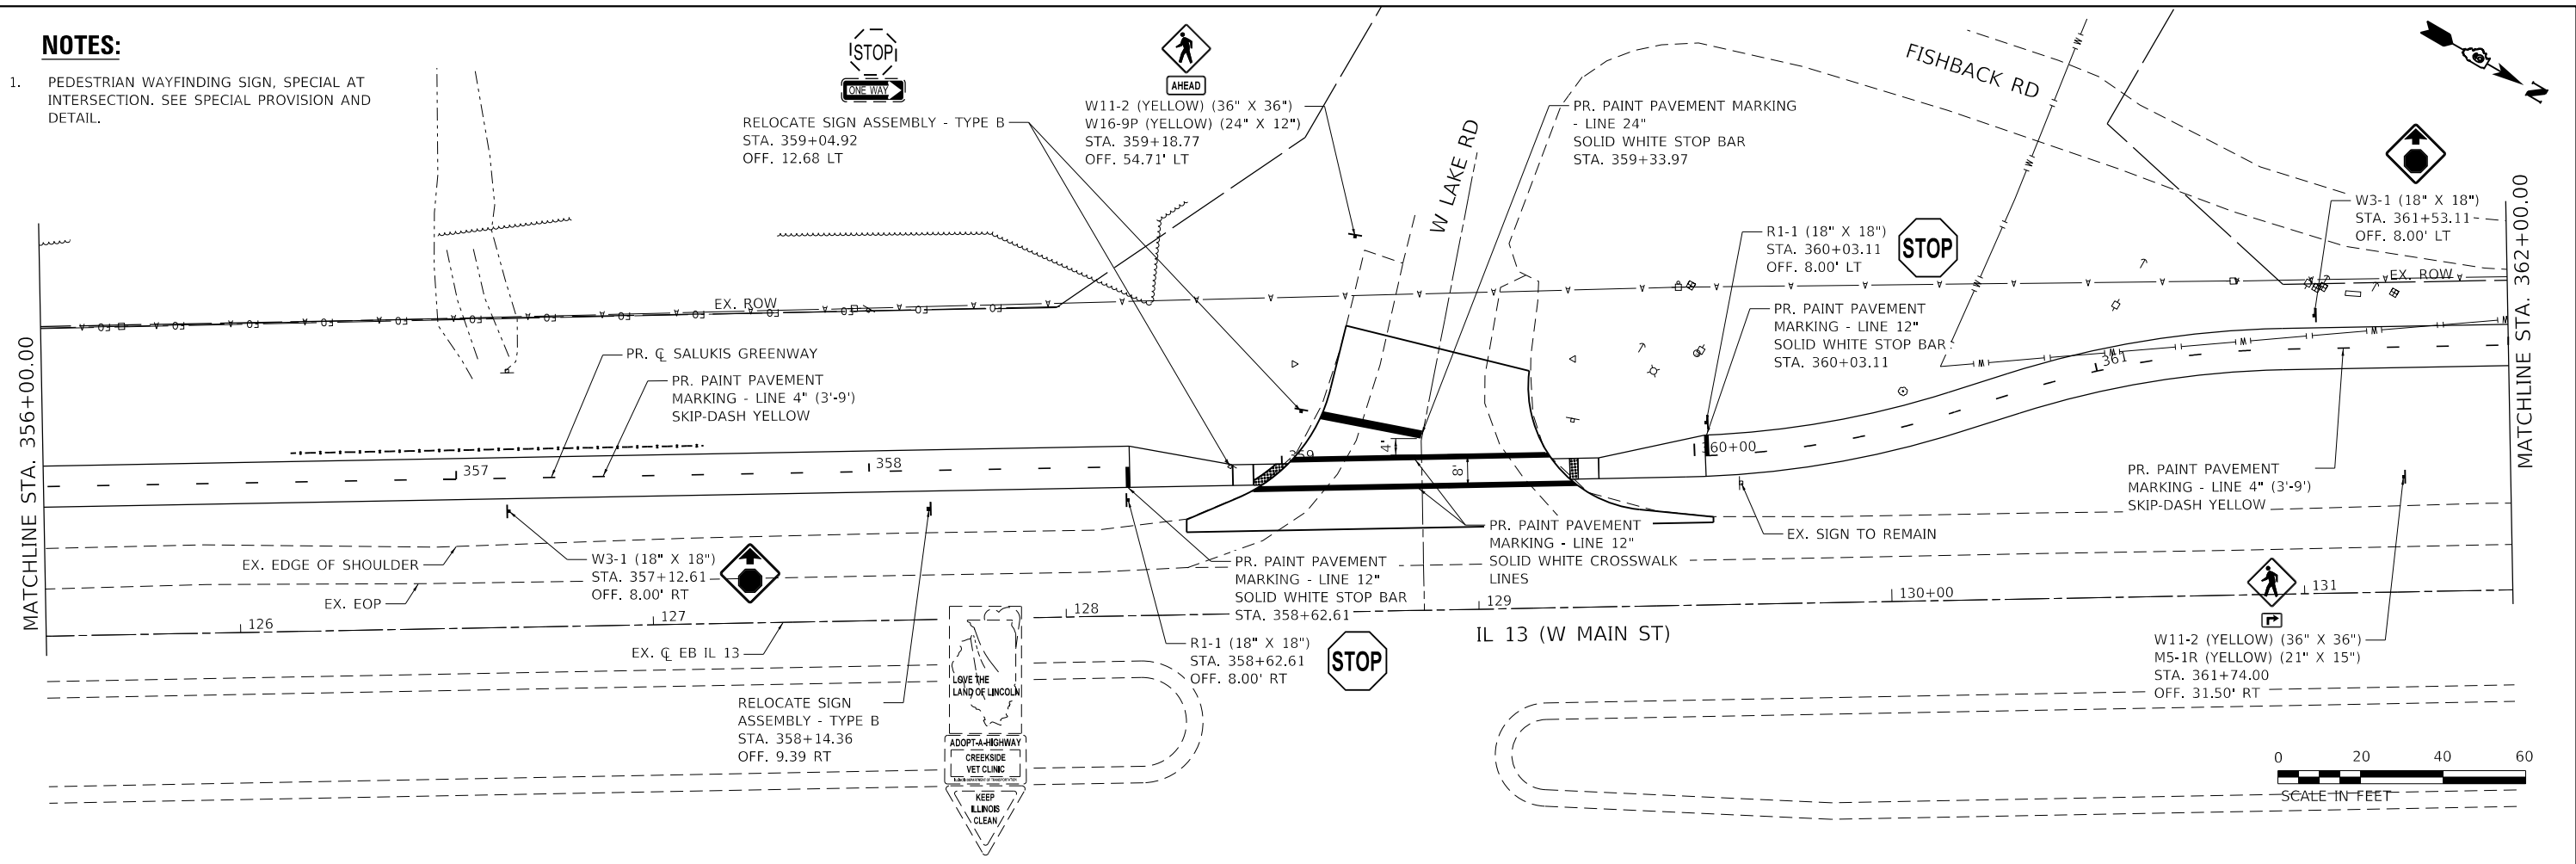 NOTES:
1. PEDESTRIAN WAYFINDING SIGN, SPECIAL AT
INTERSECTION. SEE SPECIAL PROVISION AND
DETAIL.
STOP
ONE WAY
RELOCATE SIGN ASSEMBLY - TYPE B
STA. 359+04.92
OFF. 12.68 LT
AHEAD
W11-2 (YELLOW) (36" X 36")
W16-9P (YELLOW) (24" X 12")
STA. 359+18.77
OFF. 54.71' LT
W LAKE RD
PR. PAINT PAVEMENT MARKING
- LINE 24"
SOLID WHITE STOP BAR
STA. 359+33.97
FISHBACK RD
N
R1-1 (18" X 18")
STA. 360+03.11
OFF. 8.00' LT
STOP
W3-1 (18" X 18")
STA. 361+53.11
OFF. 8.00' LT
EX. ROW
EX. ROW
PR. PAINT PAVEMENT
MARKING - LINE 12"
SOLID WHITE STOP BAR
STA. 360+03.11
MATCHLINE STA. 356+00.00
MATCHLINE STA. 362+00.00
PR. ℄ SALUKIS GREENWAY
PR. PAINT PAVEMENT
MARKING - LINE 4" (3'-9')
SKIP-DASH YELLOW
357
358
359
360+00
361
4'
8'
EX. EDGE OF SHOULDER
EX. EOP
W3-1 (18" X 18")
STA. 357+12.61
OFF. 8.00' RT
PR. PAINT PAVEMENT
MARKING - LINE 12"
SOLID WHITE STOP BAR
STA. 358+62.61
PR. PAINT PAVEMENT
MARKING - LINE 12"
SOLID WHITE CROSSWALK
LINES
EX. SIGN TO REMAIN
PR. PAINT PAVEMENT
MARKING - LINE 4" (3'-9')
SKIP-DASH YELLOW
126
127
128
129
130+00
131
EX. ℄ EB IL 13
IL 13 (W MAIN ST)
R1-1 (18" X 18")
STA. 358+62.61
OFF. 8.00' RT
STOP
W11-2 (YELLOW) (36" X 36")
M5-1R (YELLOW) (21" X 15")
STA. 361+74.00
OFF. 31.50' RT
RELOCATE SIGN
ASSEMBLY - TYPE B
STA. 358+14.36
OFF. 9.39 RT
LOVE THE
LAND OF LINCOLN
ADOPT-A-HIGHWAY
CREEKSIDE
VET CLINIC
KEEP
ILLINOIS
CLEAN
0 20 40 60
SCALE IN FEET